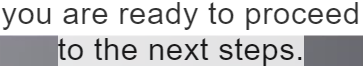 you are ready to proceed
to the next steps.